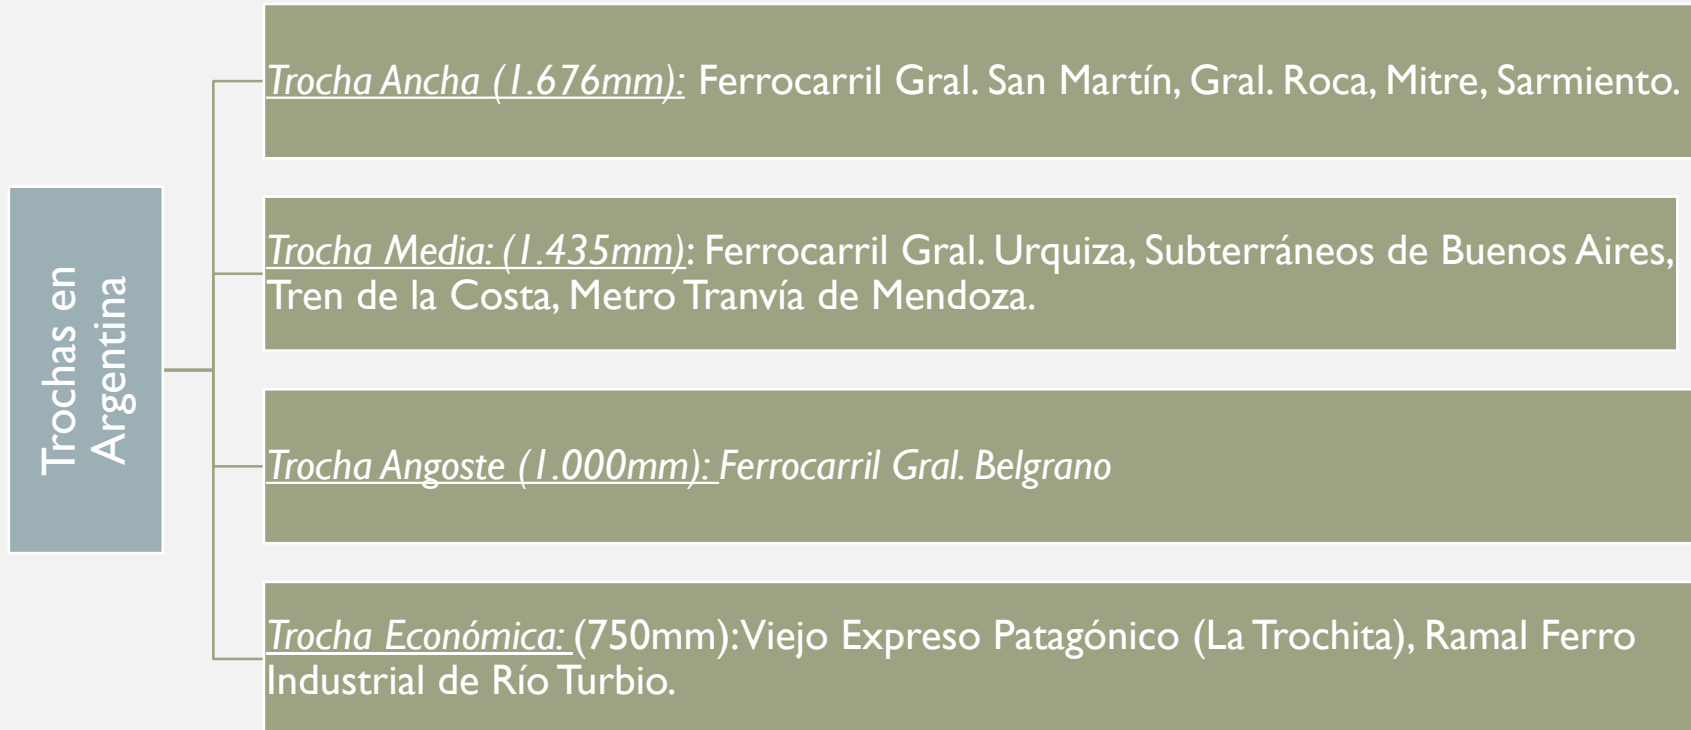 Trochas en
Argentina
Trocha Ancha (1.676mm): Ferrocarril Gral. San Martín, Gral. Roca, Mitre, Sarmiento.
Trocha Media: (1.435mm): Ferrocarril Gral. Urquiza, Subterráneos de Buenos Aires,
Tren de la Costa, Metro Tranvía de Mendoza.
Trocha Angoste (1.000mm): Ferrocarril Gral. Belgrano
Trocha Económica: (750mm): Viejo Expreso Patagónico (La Trochita), Ramal Ferro
Industrial de Río Turbio.